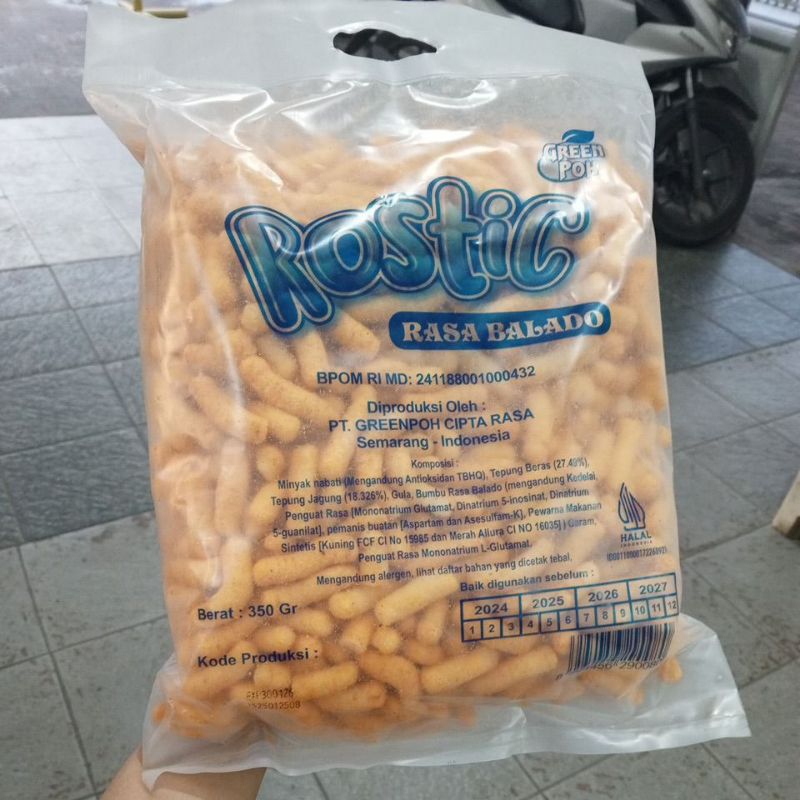 GREEN
POH
Rostic
RASA BALADO
BPOM RI MD: 241188001000432
Diproduksi Oleh :
PT. GREENPOH CIPTA RASA
Semarang - Indonesia
Komposisi :
Minyak nabati (Mengandung Antioksidan TBHQ), Tepung Beras (27.49%),
Tepung Jagung (18.326%), Gula, Bumbu Rasa Balado (mengandung Kedelai,
Penguat Rasa [Mononatrium Glutamat, Dinatrium 5-inosinat, Dinatrium
5-guanilat], pemanis buatan [Aspartam dan Asesulfam-K], Pewarna Makanan
Sintetis [Kuning FCF CI No 15985 dan Merah Allura CI NO 16035] ) Garam,
Penguat Rasa Mononatrium L-Glutamat.
Mengandung alergen, lihat daftar bahan yang dicetak tebal.
HALAL
INDONESIA
Baik digunakan sebelum :
2024 2025 2026 2027
1 2 3 4 5 6 7 8 9 10 11 12
Berat : 350 Gr
Kode Produksi :
300126